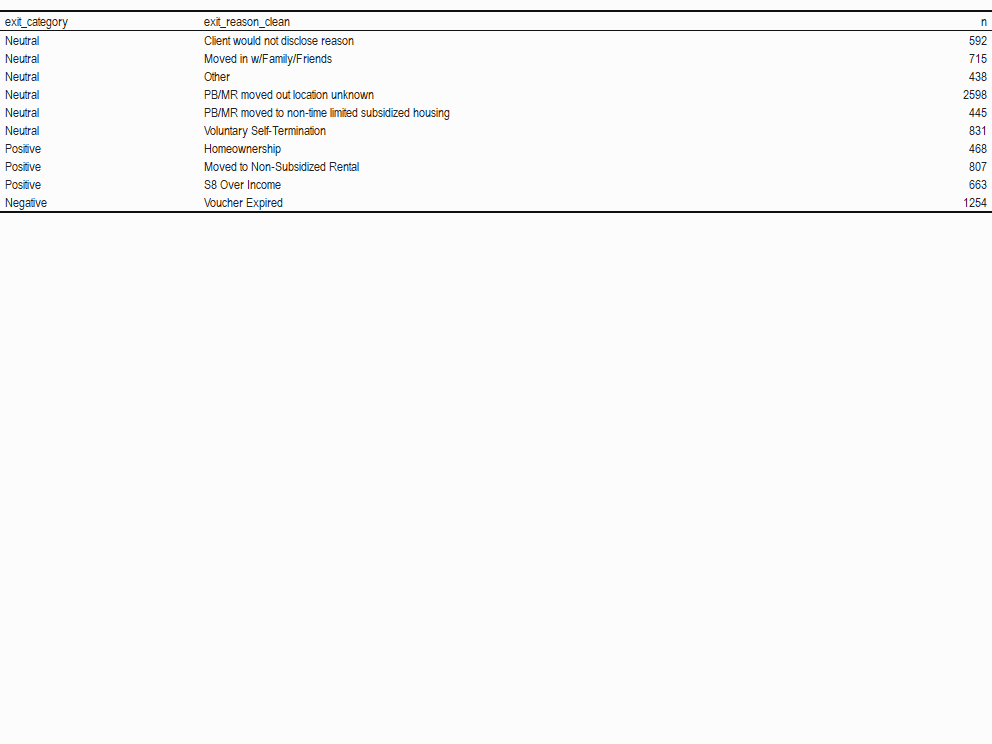 exit_category exit_reason_clean n
Neutral Client would not disclose reason 592
Neutral Moved in w/Family/Friends 715
Neutral Other 438
Neutral PB/MR moved out location unknown 2598
Neutral PB/MR moved to non-time limited subsidized housing 445
Neutral Voluntary Self-Termination 831
Positive Homeownership 468
Positive Moved to Non-Subsidized Rental 807
Positive S8 Over Income 663
Negative Voucher Expired 1254